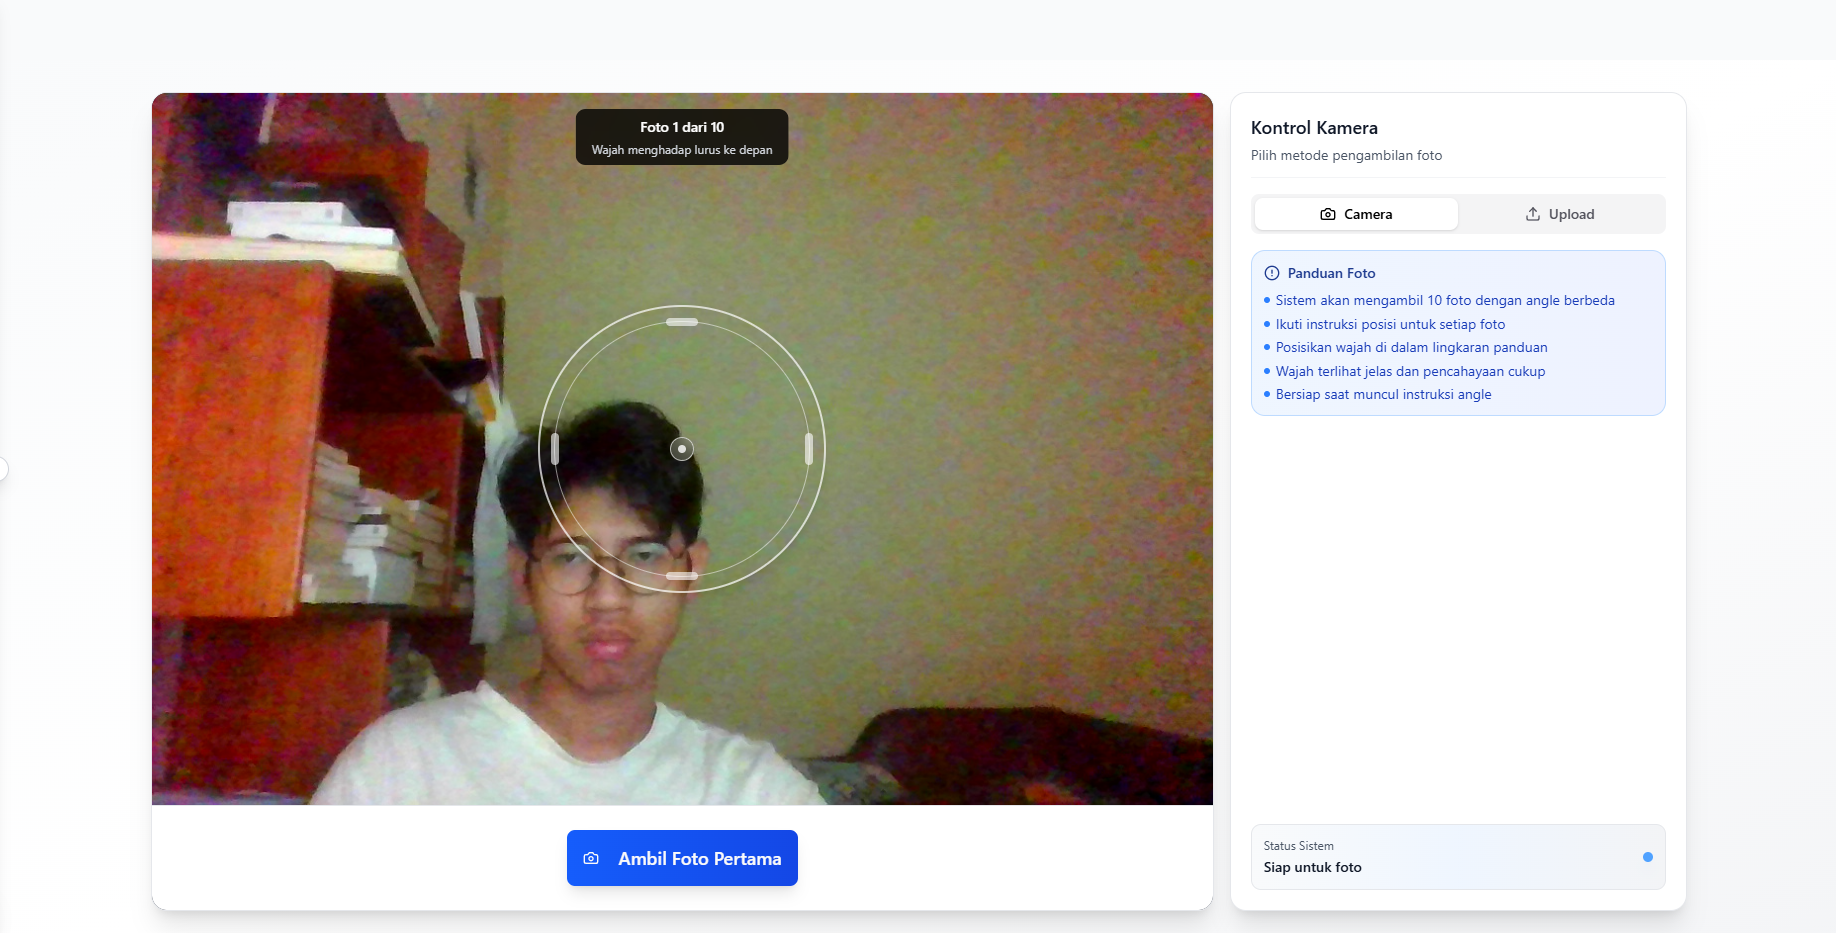 Foto 1 dari 10
Wajah menghadap lurus ke depan
Ambil Foto Pertama
Kontrol Kamera
Pilih metode pengambilan foto
Camera
Upload
Panduan Foto
Sistem akan mengambil 10 foto dengan angle berbeda
Ikuti instruksi posisi untuk setiap foto
Posisikan wajah di dalam lingkaran panduan
Wajah terlihat jelas dan pencahayaan cukup
Bersiap saat muncul instruksi angle
Status Sistem
Siap untuk foto